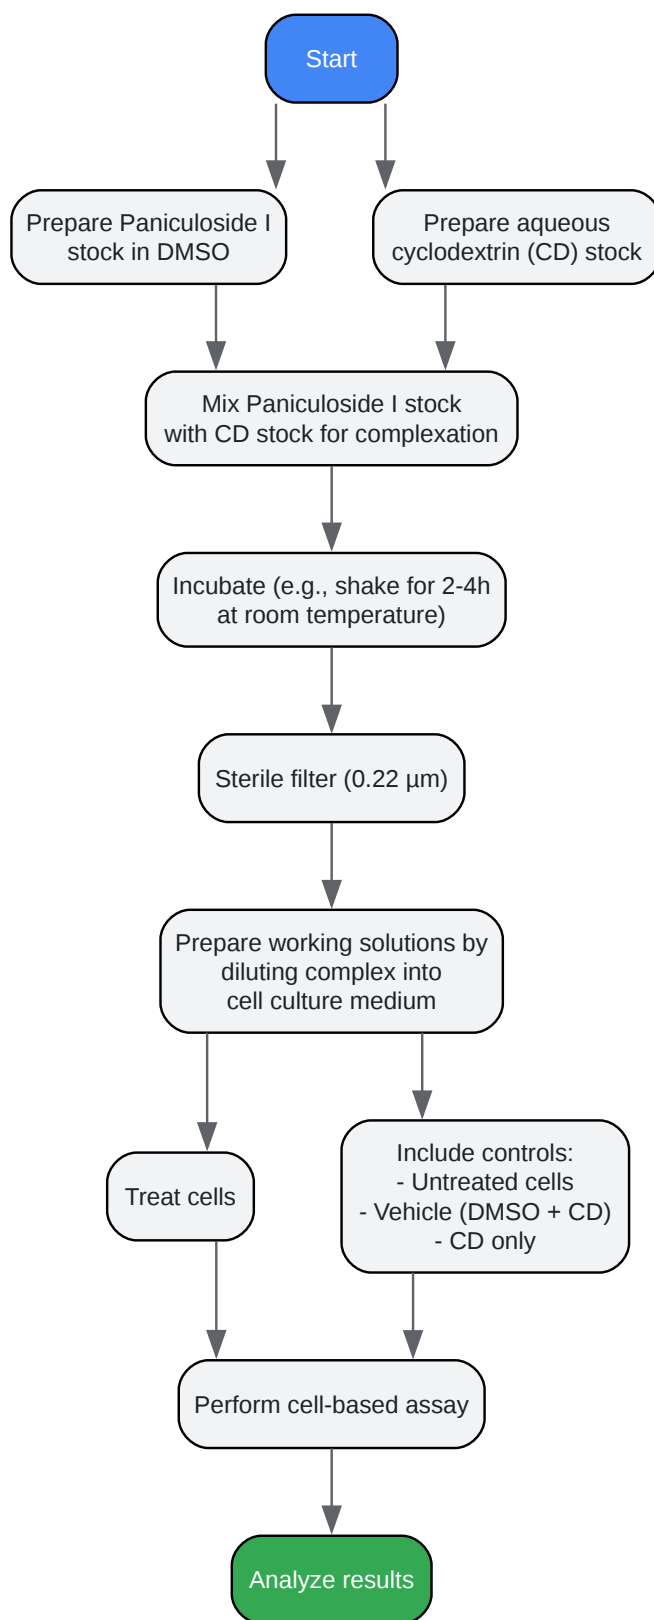 Start
Prepare Paniculoside I
stock in DMSO
Prepare aqueous
cyclodextrin (CD) stock
Mix Paniculoside I stock
with CD stock for complexation
Incubate (e.g., shake for 2-4h
at room temperature)
Sterile filter (0.22 µm)
Prepare working solutions by
diluting complex into
cell culture medium
Treat cells
Include controls:
- Untreated cells
- Vehicle (DMSO + CD)
- CD only
Perform cell-based assay
Analyze results